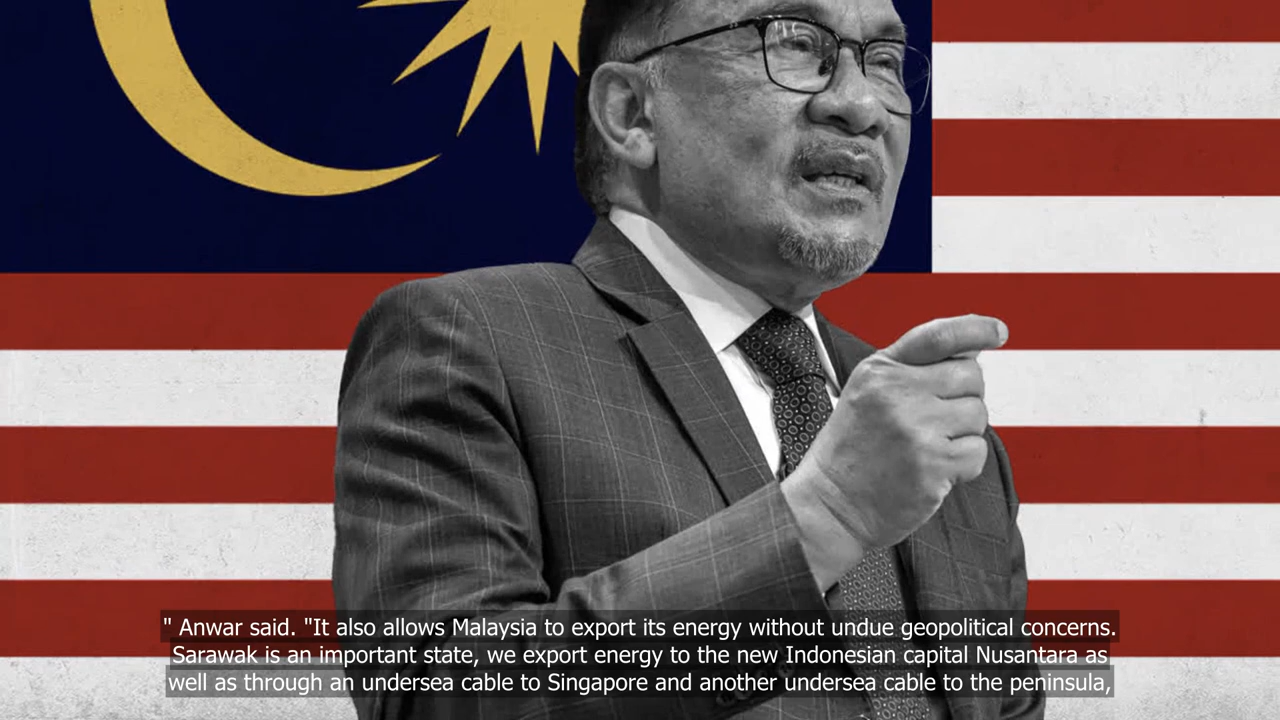 " Anwar said. "It also allows Malaysia to export its energy without undue geopolitical concerns.
Sarawak is an important state, we export energy to the new Indonesian capital Nusantara as
well as through an undersea cable to Singapore and another undersea cable to the peninsula,